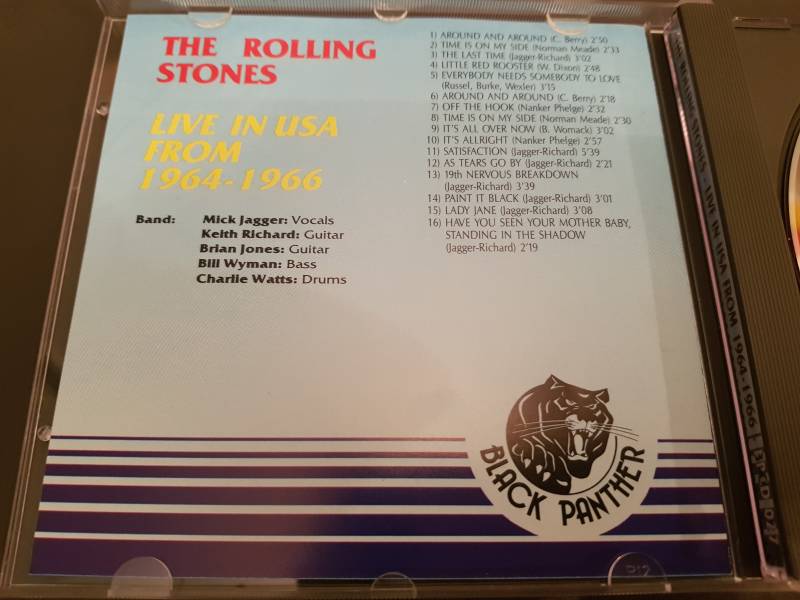 THE ROLLING
STONES
LIVE IN USA
FROM
1964-1966
Band: Mick Jagger: Vocals
Keith Richard: Guitar
Brian Jones: Guitar
Bill Wyman: Bass
Charlie Watts: Drums
1) AROUND AND AROUND (C. Berry) 2'50
2) TIME IS ON MY SIDE (Norman Meade) 2'33
3) THE LAST TIME (Jagger-Richard) 3'02
4) LITTLE RED ROOSTER (W. Dixon) 2'48
5) EVERYBODY NEEDS SOMEBODY TO LOVE
(Russel, Burke, Wexler) 3'15
6) AROUND AND AROUND (C. Berry) 2'18
7) OFF THE HOOK (Nanker Phelge) 2'32
8) TIME IS ON MY SIDE (Norman Meade) 2'30
9) IT'S ALL OVER NOW (B. Womack) 3'02
10) IT'S ALLRIGHT (Nanker Phelge) 2'57
11) SATISFACTION (Jagger-Richard) 5'39
12) AS TEARS GO BY (Jagger-Richard) 2'21
13) 19th NERVOUS BREAKDOWN
(Jagger-Richard) 3'39
14) PAINT IT BLACK (Jagger-Richard) 3'01
15) LADY JANE (Jagger-Richard) 3'08
16) HAVE YOU SEEN YOUR MOTHER BABY,
STANDING IN THE SHADOW
(Jagger-Richard) 2'19
BLACK PANTHER
ROLLING STONES - LIVE IN USA FROM 1964-1966